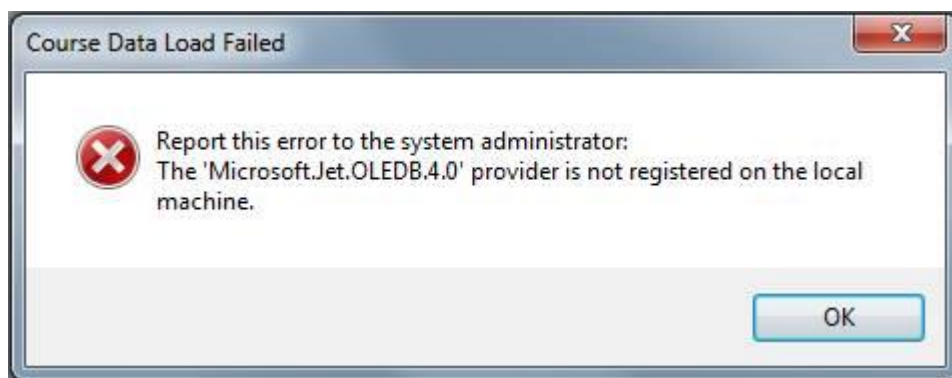 Course Data Load Failed
Report this error to the system administrator:
The 'Microsoft.Jet.OLEDB.4.0' provider is not registered on the local
machine.
OK